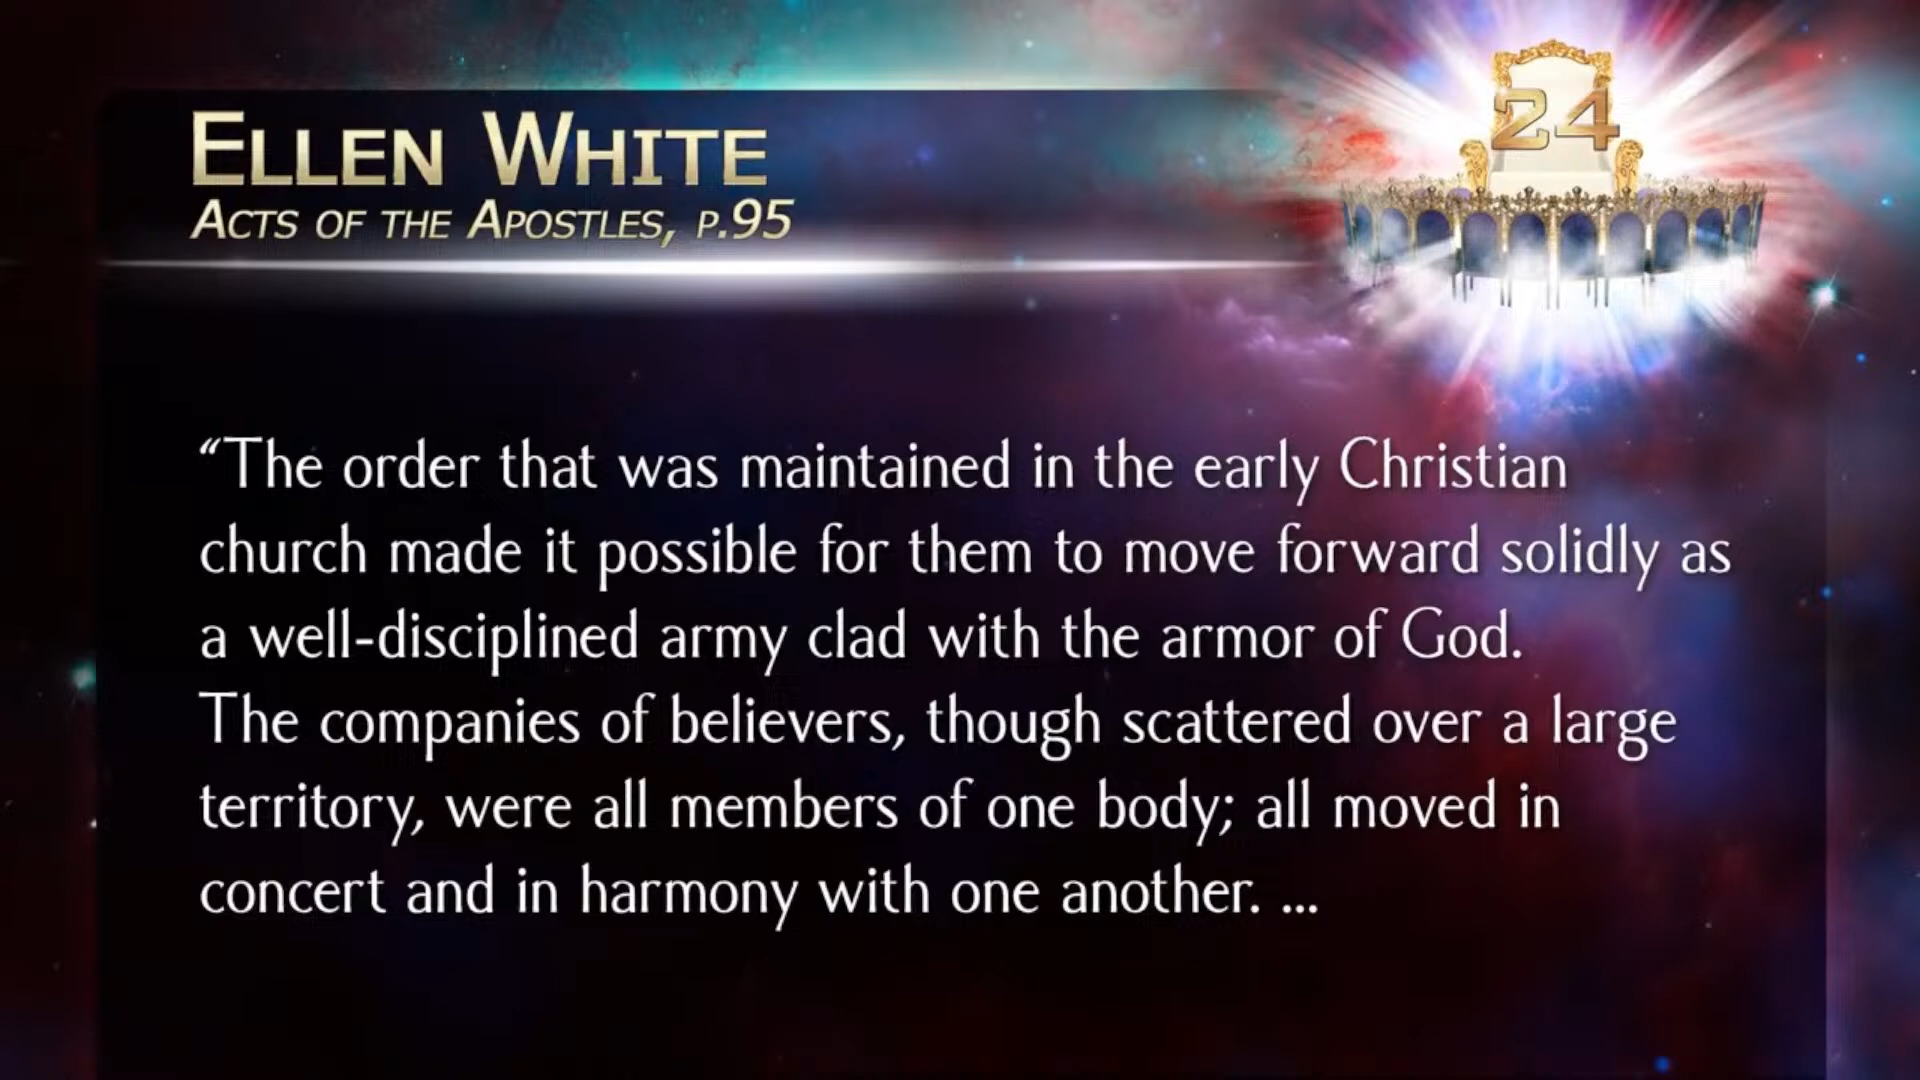 ELLEN WHITE
ACTS OF THE APOSTLES, P.95
24
“The order that was maintained in the early Christian
church made it possible for them to move forward solidly as
a well-disciplined army clad with the armor of God.
The companies of believers, though scattered over a large
territory, were all members of one body; all moved in
concert and in harmony with one another. ...